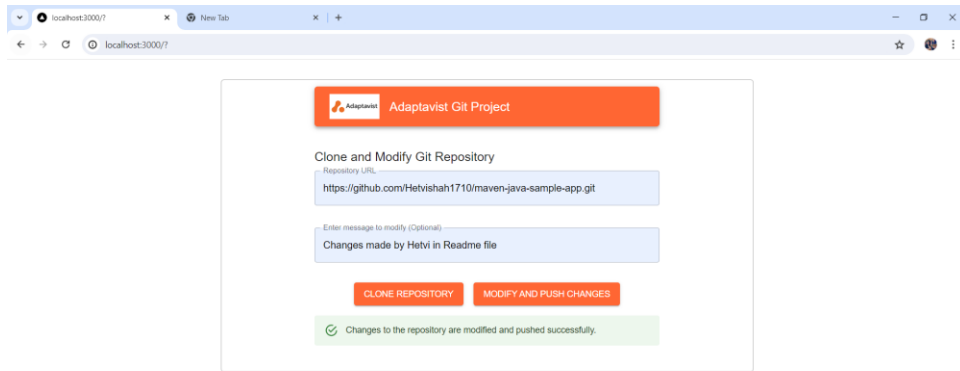 localhost:3000/?
New Tab
localhost:3000/?
Adaptavist
Adaptavist Git Project
Clone and Modify Git Repository
Repository URL
https://github.com/Hetvishah1710/maven-java-sample-app.git
Enter message to modify (Optional)
Changes made by Hetvi in Readme file
CLONE REPOSITORY
MODIFY AND PUSH CHANGES
Changes to the repository are modified and pushed successfully.